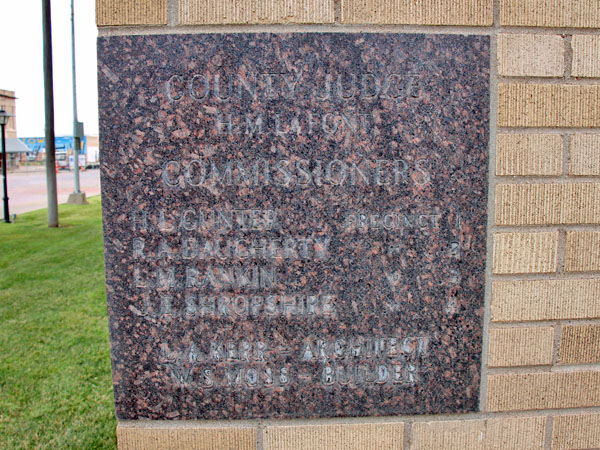 COUNTY JUDGE
H.M. LAFONT
COMMISSIONERS
H.L. GUNTER PRECINCT 1
R.A. DAUGHERTY " 2
L.M. RANKIN " 3
J.E. SHROPSHIRE " 4
KERR - ARCHITECT
W.S. MOSS - BUILDER